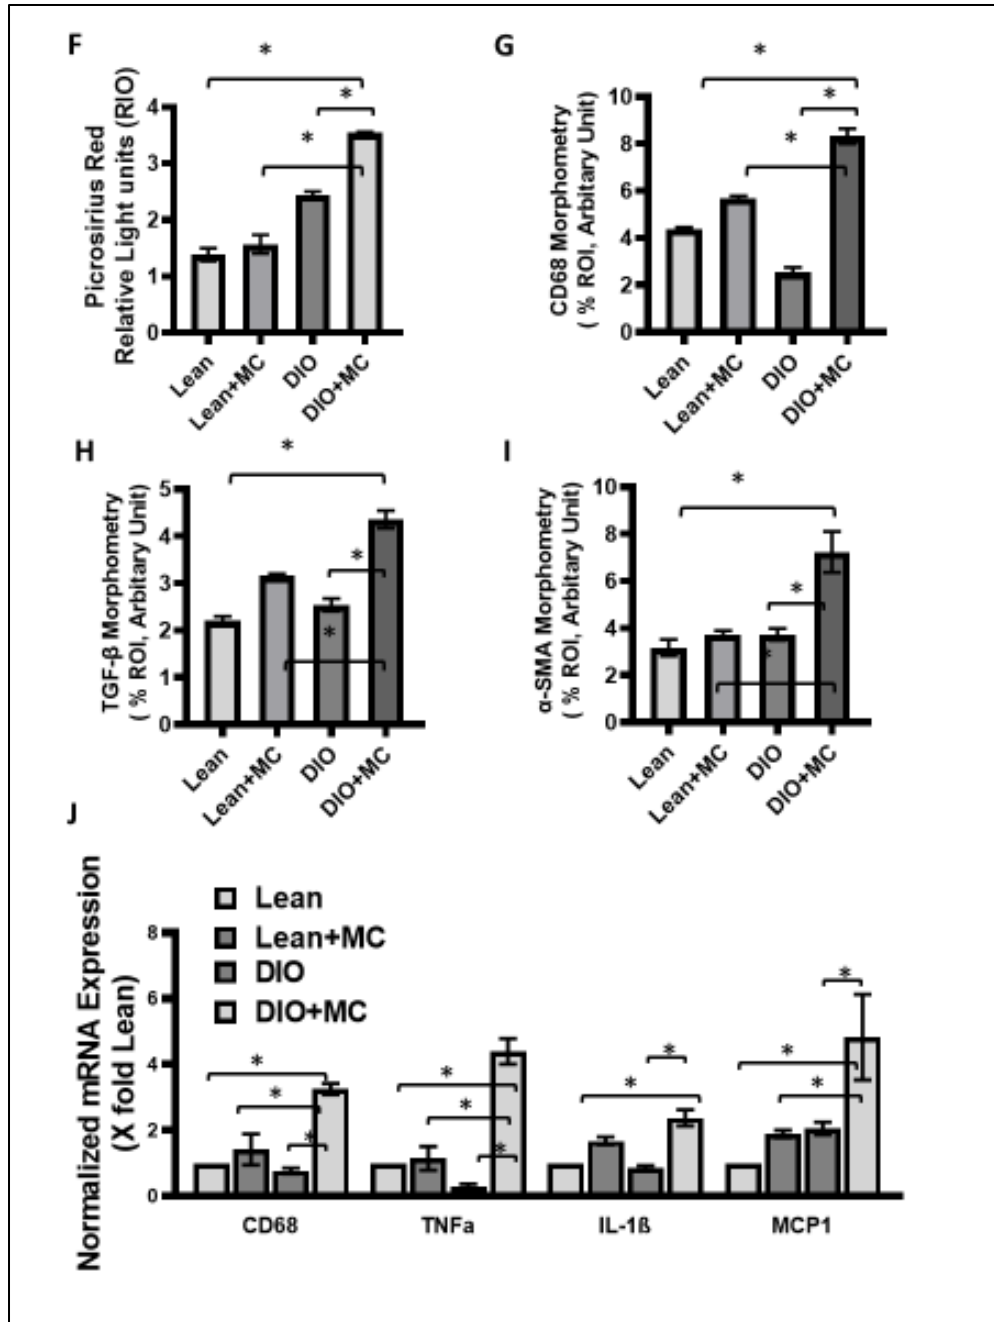 F
*
*
*
Picrosirius Red
Relative Light units (RIO)
4
3
2
1
0
Lean
Lean+MC
DIO
DIO+MC
G
*
*
*
CD68 Morphometry
( % ROI, Arbitary Unit)
10
8
6
4
2
0
Lean
Lean+MC
DIO
DIO+MC
H
*
*
*
TGF-β Morphometry
( % ROI, Arbitary Unit)
5
4
3
2
1
0
Lean
Lean+MC
DIO
DIO+MC
I
*
*
*
α-SMA Morphometry
( % ROI, Arbitary Unit)
10
8
6
4
2
0
Lean
Lean+MC
DIO
DIO+MC
J
Normalized mRNA Expression
(X fold Lean)
Lean
Lean+MC
DIO
DIO+MC
8
6
4
2
0
*
*
*
*
*
*
*
*
*
*
*
CD68
TNFa
IL-1ß
MCP1